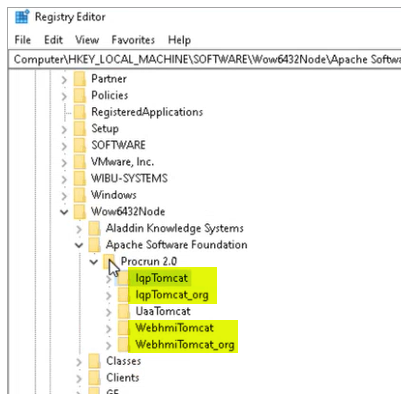 Registry Editor
File Edit View Favorites Help
Computer\HKEY_LOCAL_MACHINE\SOFTWARE\Wow6432Node\Apache Softwa
Partner
Policies
RegisteredApplications
Setup
SOFTWARE
VMware, Inc.
WIBU-SYSTEMS
Windows
Wow6432Node
Aladdin Knowledge Systems
Apache Software Foundation
Procrun 2.0
IqpTomcat
IqpTomcat_org
UaaTomcat
WebhmiTomcat
WebhmiTomcat_org
Classes
Clients